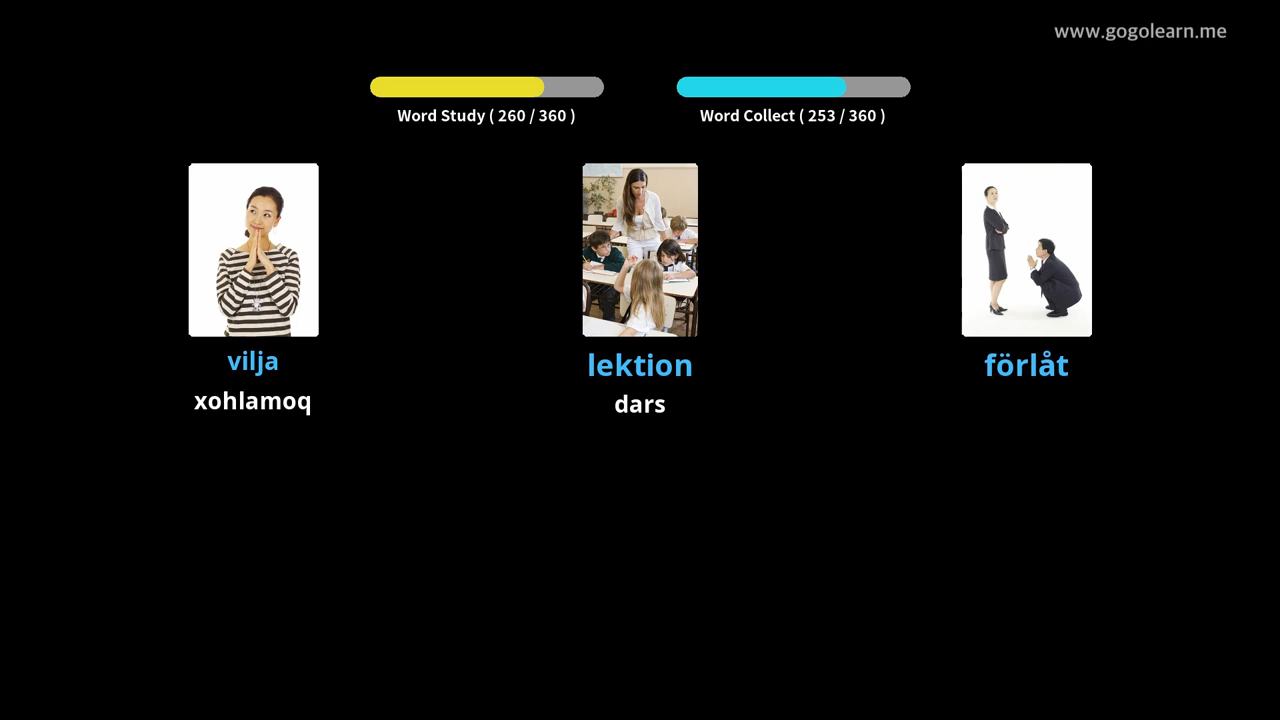 www.gogolearn.me
Word Study ( 260 / 360 )
Word Collect ( 253 / 360 )
vilja
lektion
förlåt
xohlamoq
dars